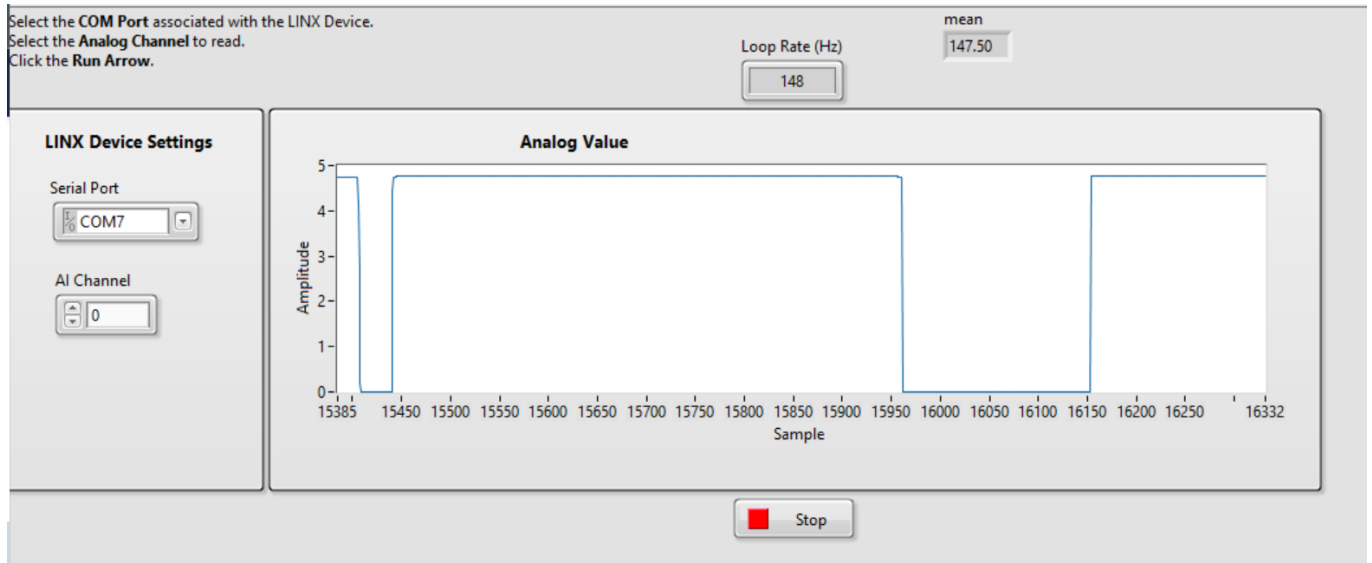 Select the COM Port associated with the LINX Device.
Select the Analog Channel to read.
Click the Run Arrow.
Loop Rate (Hz)
148
mean
147.50
LINX Device Settings
Serial Port
COM7
AI Channel
0
Analog Value
Amplitude
5
4
3
2
1
0
15385 15450 15500 15550 15600 15650 15700 15750 15800 15850 15900 15950 16000 16050 16100 16150 16200 16250 16332
Sample
Stop